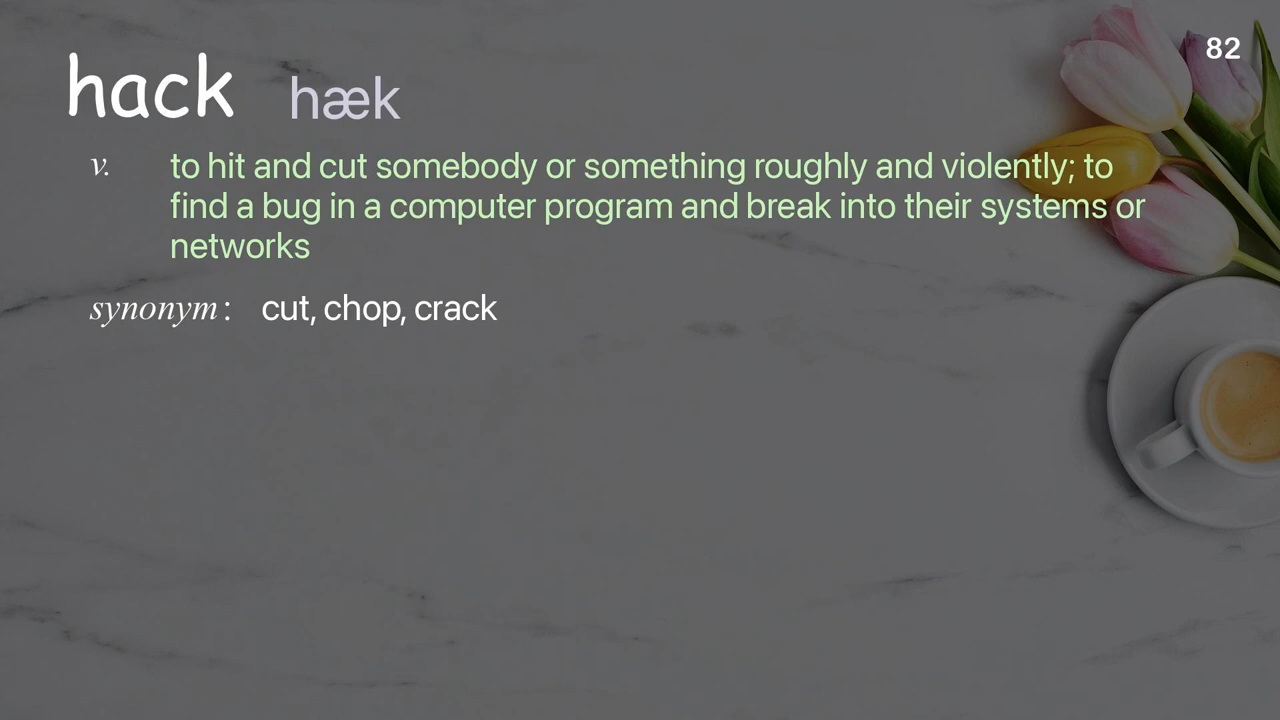 82
hack hæk
v. to hit and cut somebody or something roughly and violently; to
find a bug in a computer program and break into their systems or
networks
synonym: cut, chop, crack